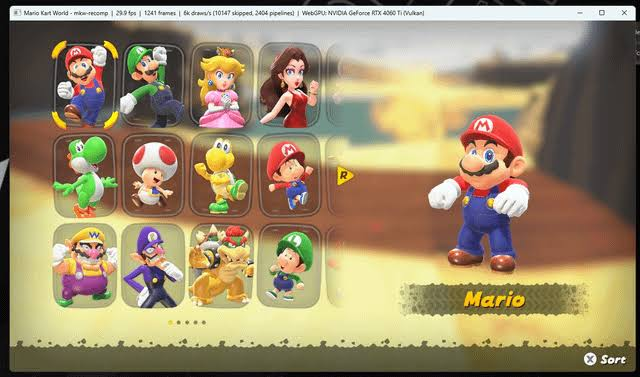 Mario Kart World - mkw-recomp | 29.9 fps | 1241 frames | 6k draws/s (10147 skipped, 2404 pipelines) | WebGPU: NVIDIA GeForce RTX 4060 Ti (Vulkan)
R
Mario
X Sort